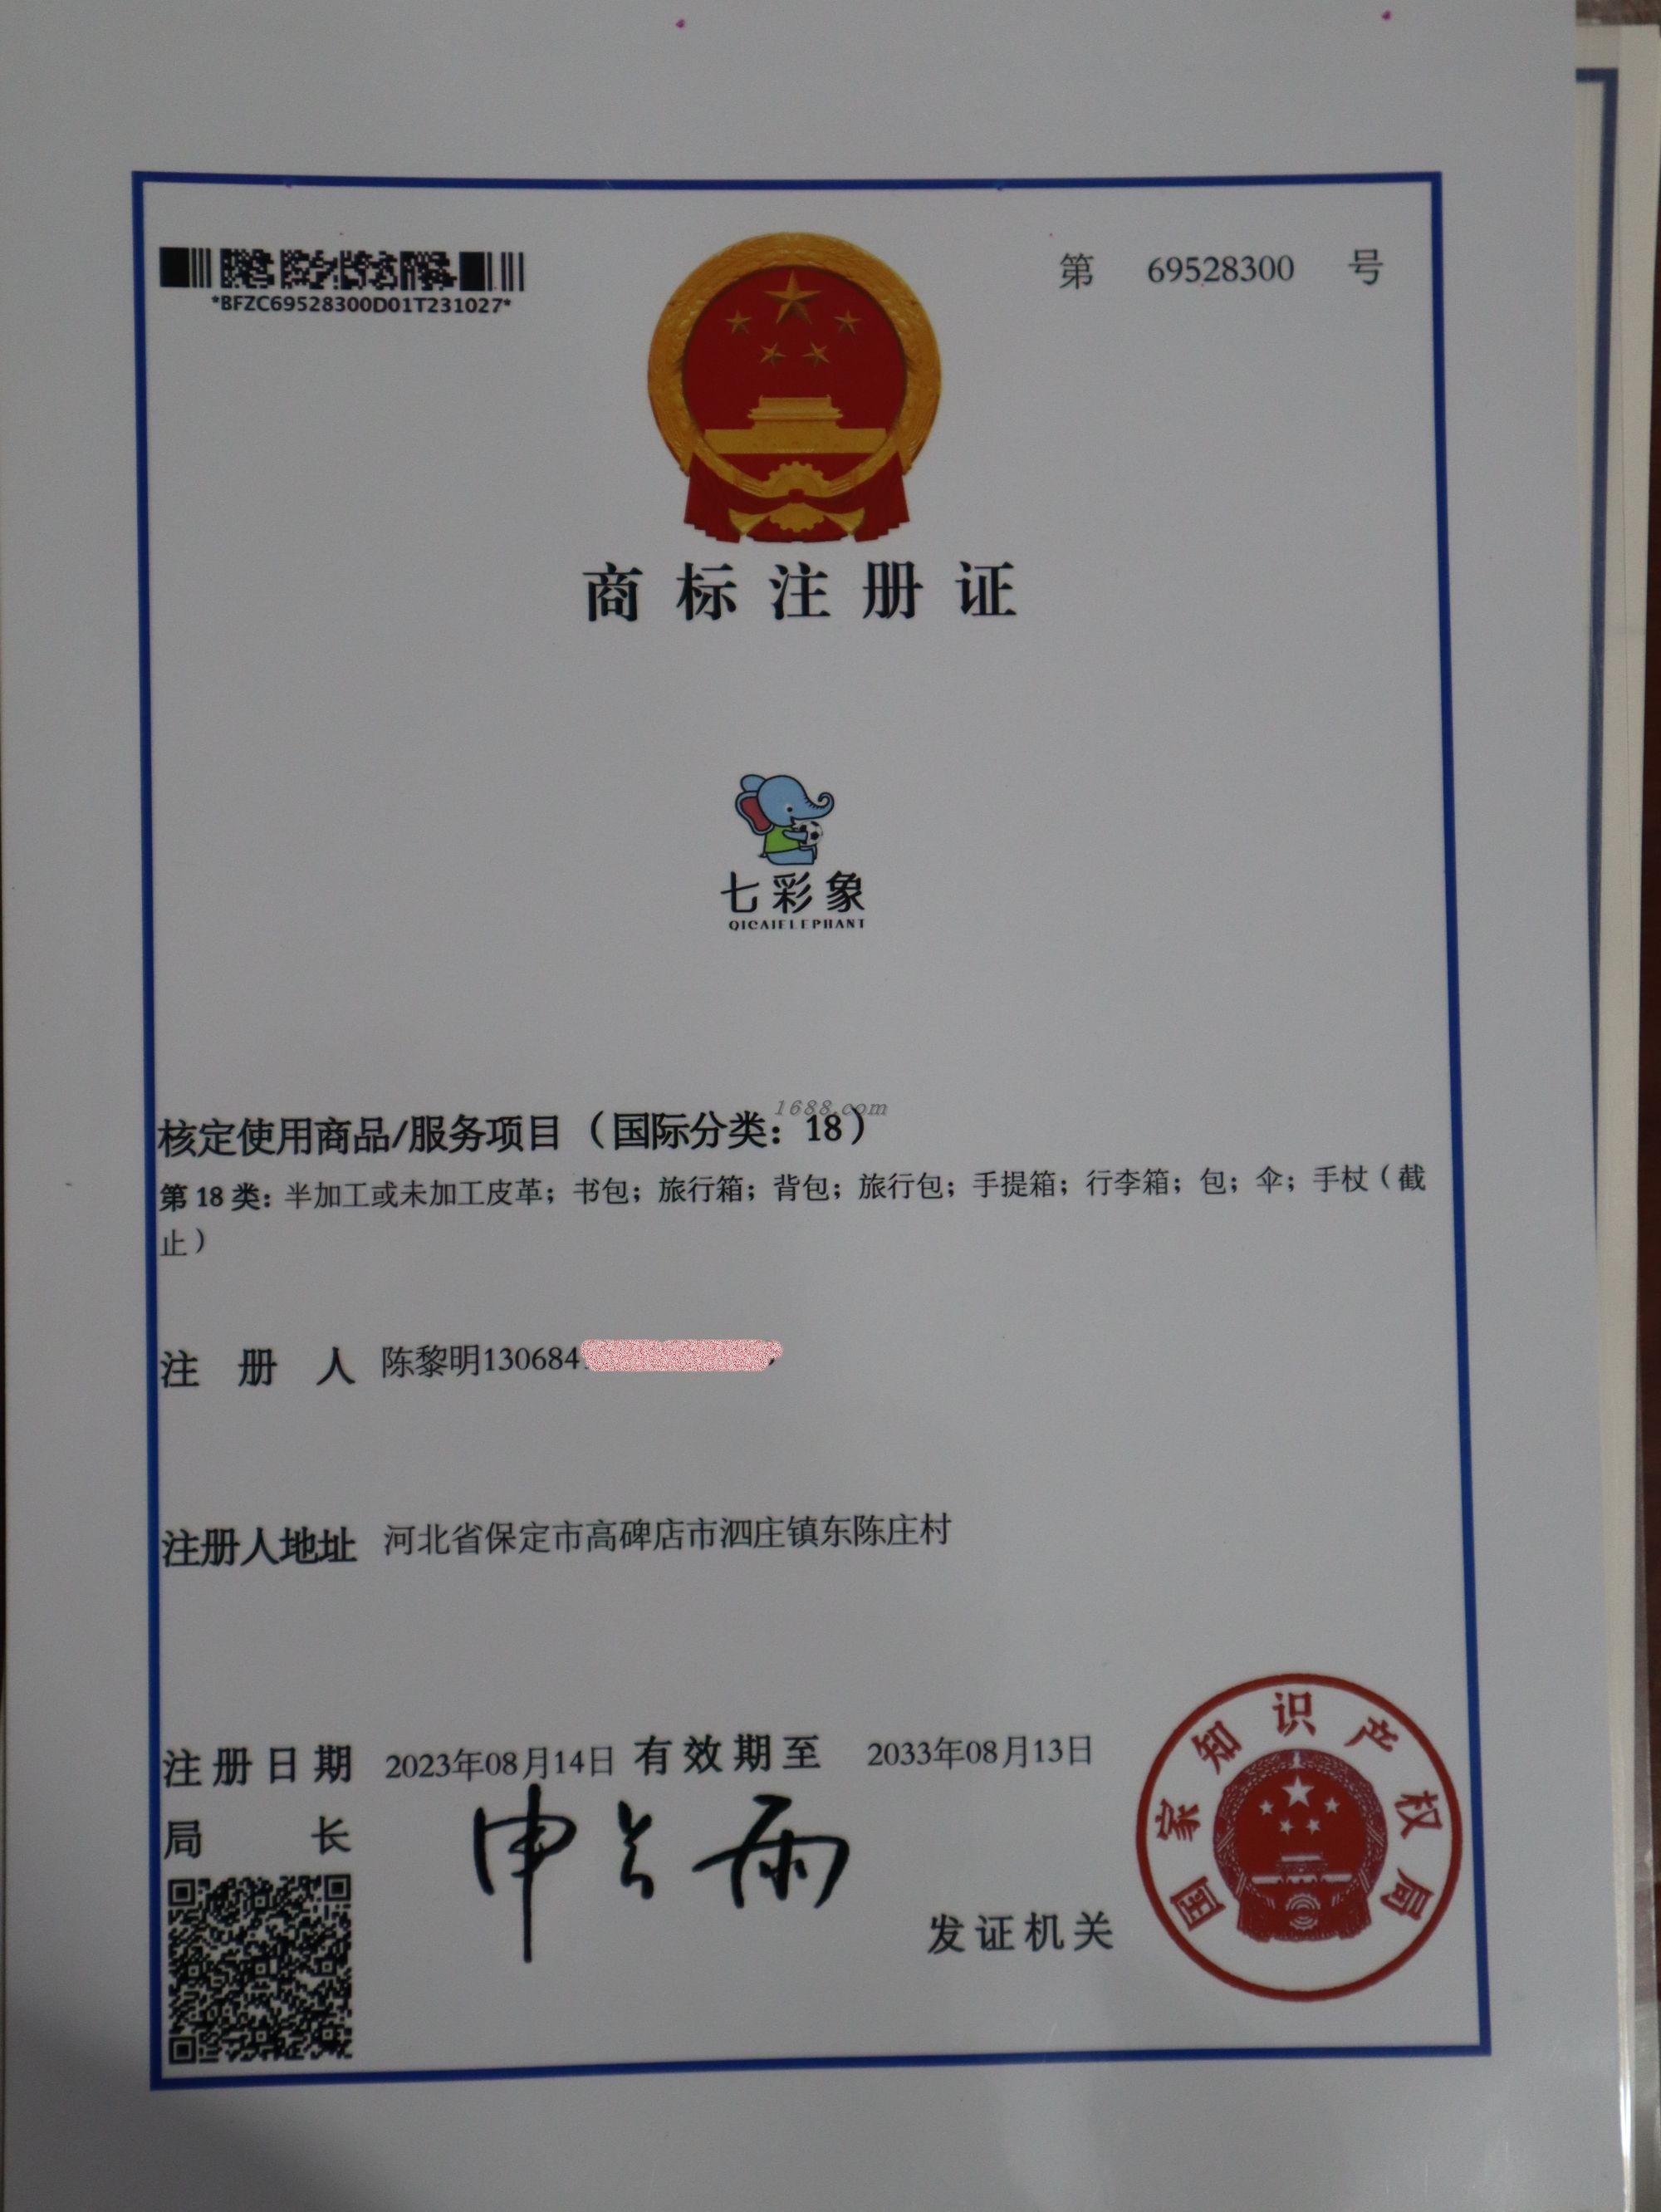 第 69528300 号
*BFZC69528300D01T231027*
商标注册证
七彩象
QICAIELEPHANT
1688.com
核定使用商品/服务项目（国际分类：18）
第18类：半加工或未加工皮革；书包；旅行箱；背包；旅行包；手提箱；行李箱；包；伞；手杖（截
止）
注册人 陈黎明130684
注册人地址 河北省保定市高碑店市泗庄镇东陈庄村
注册日期 2023年08月14日 有效期至 2033年08月13日
局长 申长雨
发证机关
国家知识产权局